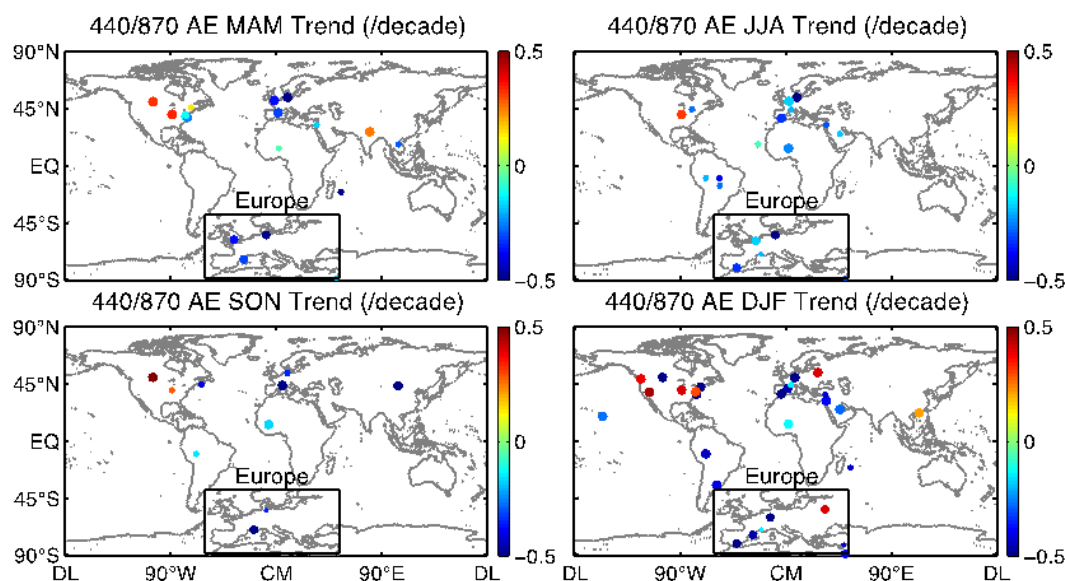 440/870 AE MAM Trend (/decade)
440/870 AE JJA Trend (/decade)
90°N
45°N
EQ
45°S
90°S
Europe
0.5
0
−0.5
Europe
0.5
0
−0.5
440/870 AE SON Trend (/decade)
440/870 AE DJF Trend (/decade)
90°N
45°N
EQ
45°S
90°S
Europe
0.5
0
−0.5
Europe
0.5
0
−0.5
DL 90°W CM 90°E DL
DL 90°W CM 90°E DL